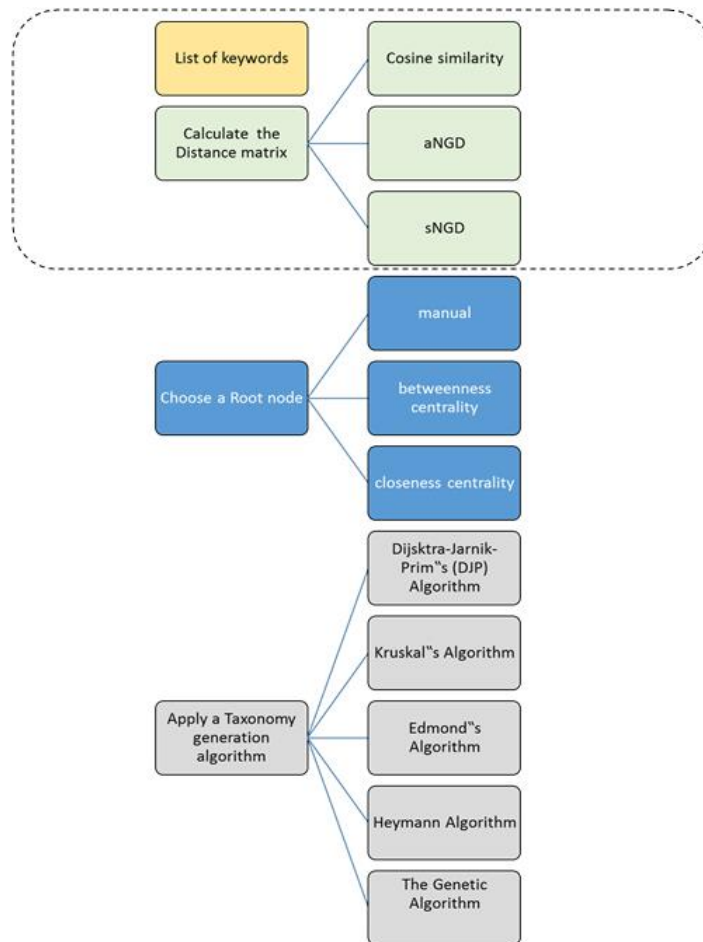 List of keywords
Cosine similarity
Calculate the
Distance matrix
aNGD
sNGD
manual
Choose a Root node
betweenness
centrality
closeness centrality
Dijsktra-Jarnik-
Prim‟s (DJP)
Algorithm
Kruskal‟s Algorithm
Apply a Taxonomy
generation
algorithm
Edmond‟s
Algorithm
Heymann Algorithm
The Genetic
Algorithm